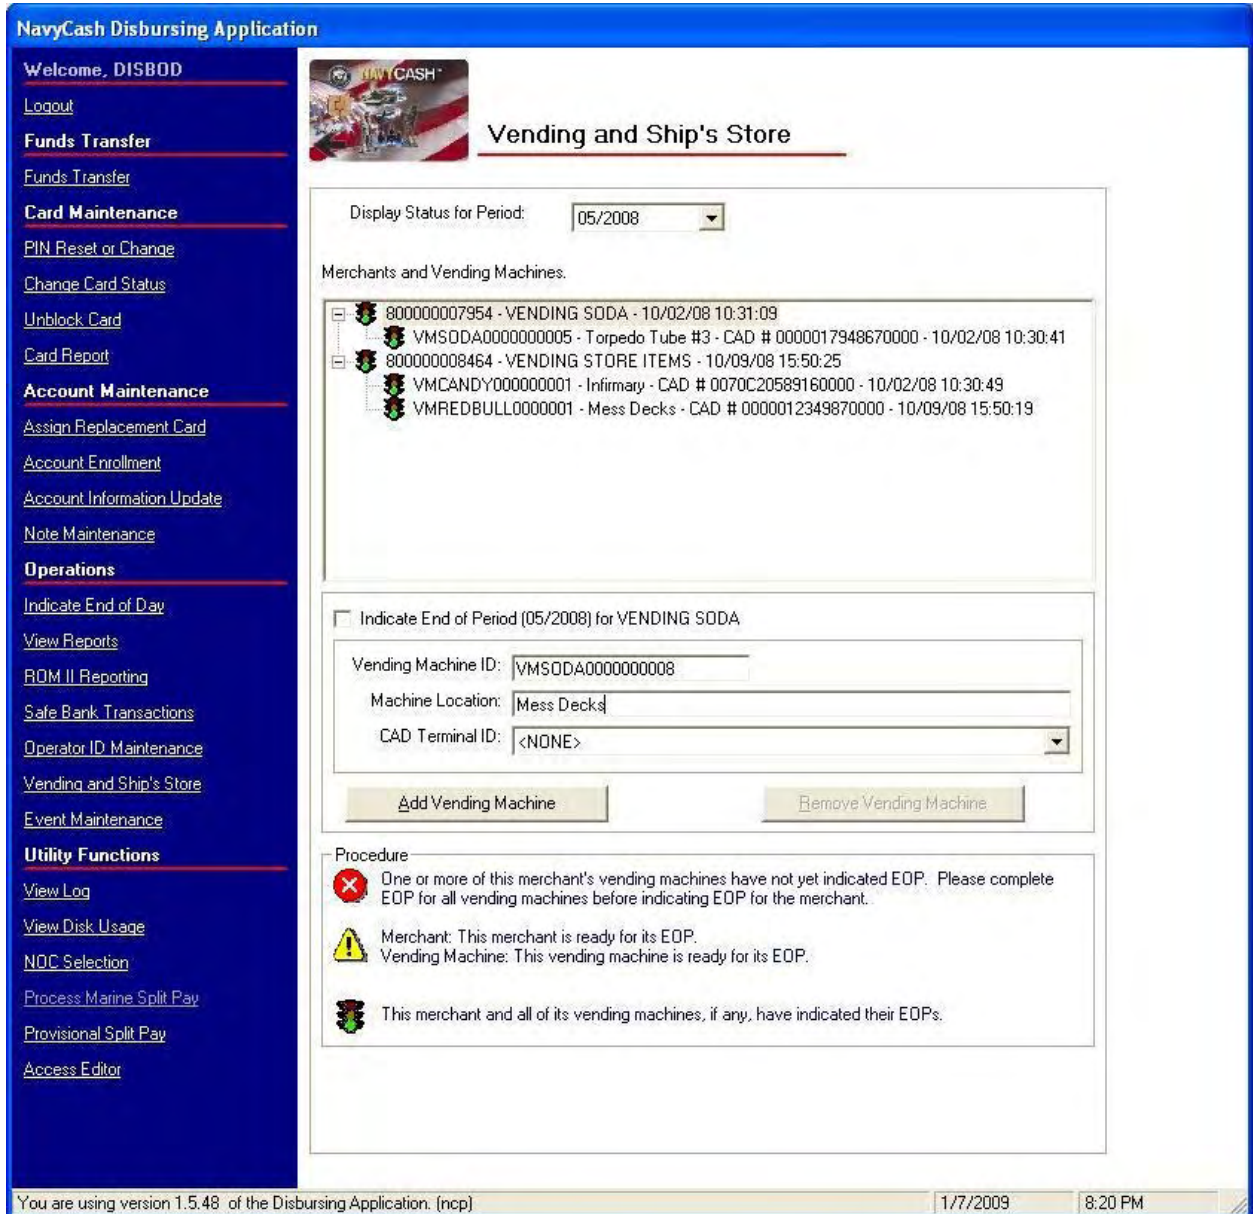 NavyCash Disbursing Application
Welcome, DISBOD
Logout
Funds Transfer
Funds Transfer
Card Maintenance
PIN Reset or Change
Change Card Status
Unblock Card
Card Report
Account Maintenance
Assign Replacement Card
Account Enrollment
Account Information Update
Note Maintenance
Operations
Indicate End of Day
View Reports
ROM II Reporting
Safe Bank Transactions
Operator ID Maintenance
Vending and Ship's Store
Event Maintenance
Utility Functions
View Log
View Disk Usage
NOC Selection
Process Marine Split Pay
Provisional Split Pay
Access Editor
NAVYCASH
Vending and Ship's Store
Display Status for Period: 05/2008
Merchants and Vending Machines.
800000007954 - VENDING SODA - 10/02/08 10:31:09
VMSODA0000000005 - Torpedo Tube #3 - CAD # 0000017948670000 - 10/02/08 10:30:41
800000008464 - VENDING STORE ITEMS - 10/09/08 15:50:25
VMCANDY000000001 - Infirmary - CAD # 0070C20589160000 - 10/02/08 10:30:49
VMREDBULL0000001 - Mess Decks - CAD # 0000012349870000 - 10/09/08 15:50:19
Indicate End of Period (05/2008) for VENDING SODA
Vending Machine ID: VMSODA0000000008
Machine Location: Mess Decks
CAD Terminal ID: <NONE>
Add Vending Machine Remove Vending Machine
Procedure
One or more of this merchant's vending machines have not yet indicated EOP. Please complete
EOP for all vending machines before indicating EOP for the merchant.
Merchant: This merchant is ready for its EOP.
Vending Machine: This vending machine is ready for its EOP.
This merchant and all of its vending machines, if any, have indicated their EOPs.
You are using version 1.5.48 of the Disbursing Application. (ncp) 1/7/2009 8:20 PM